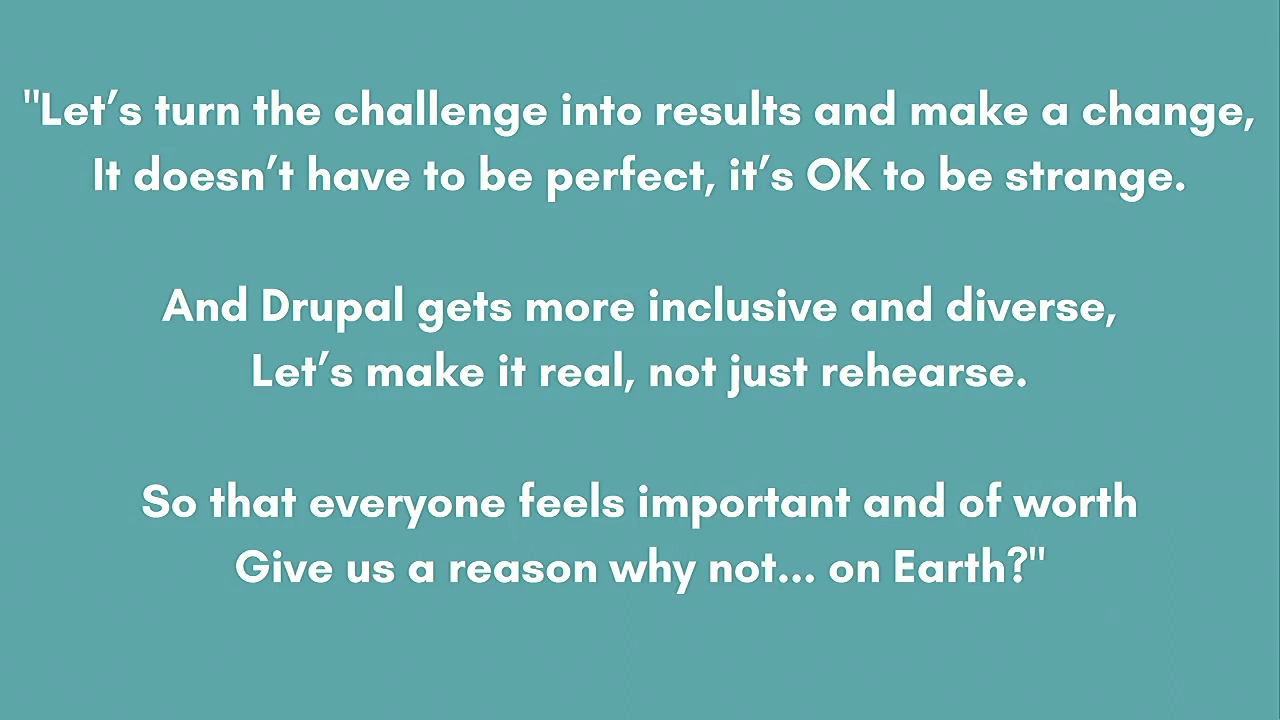 "Let’s turn the challenge into results and make a change,
It doesn’t have to be perfect, it’s OK to be strange.
And Drupal gets more inclusive and diverse,
Let’s make it real, not just rehearse.
So that everyone feels important and of worth
Give us a reason why not... on Earth?"